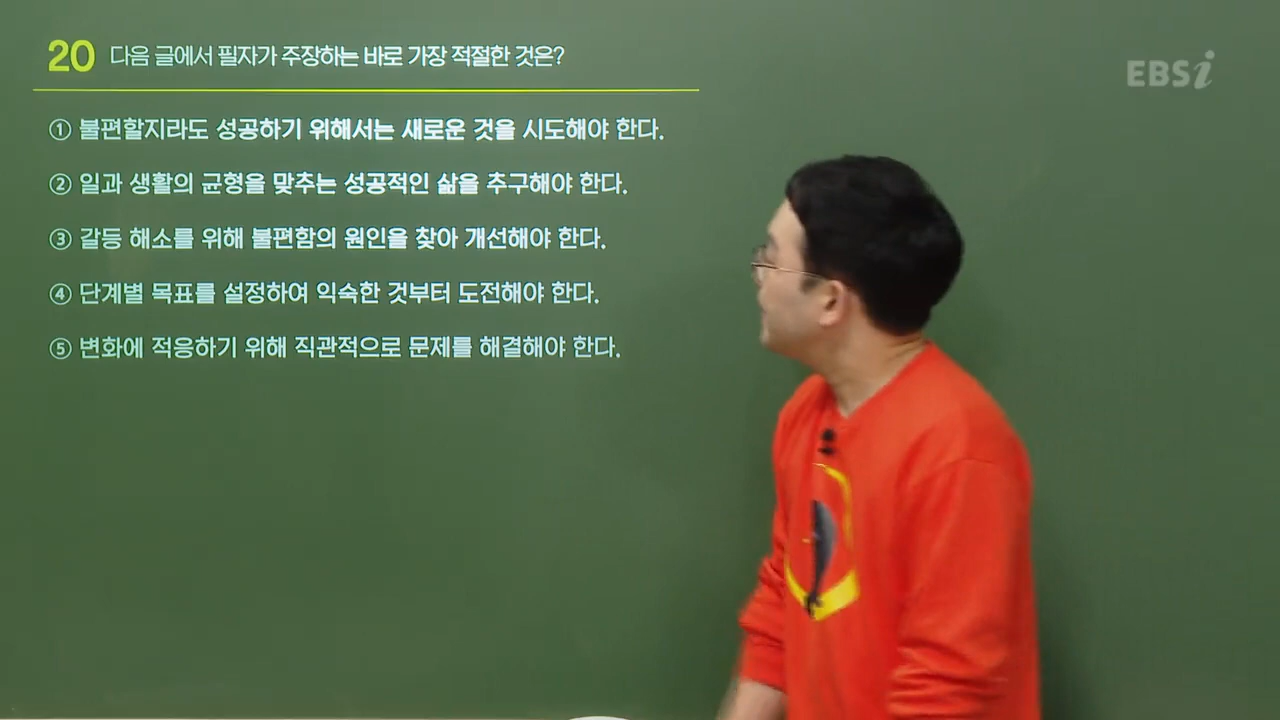 20 다음 글에서 필자가 주장하는 바로 가장 적절한 것은?
EBSi
① 불편할지라도 성공하기 위해서는 새로운 것을 시도해야 한다.
② 일과 생활의 균형을 맞추는 성공적인 삶을 추구해야 한다.
③ 갈등 해소를 위해 불편함의 원인을 찾아 개선해야 한다.
④ 단계별 목표를 설정하여 익숙한 것부터 도전해야 한다.
⑤ 변화에 적응하기 위해 직관적으로 문제를 해결해야 한다.